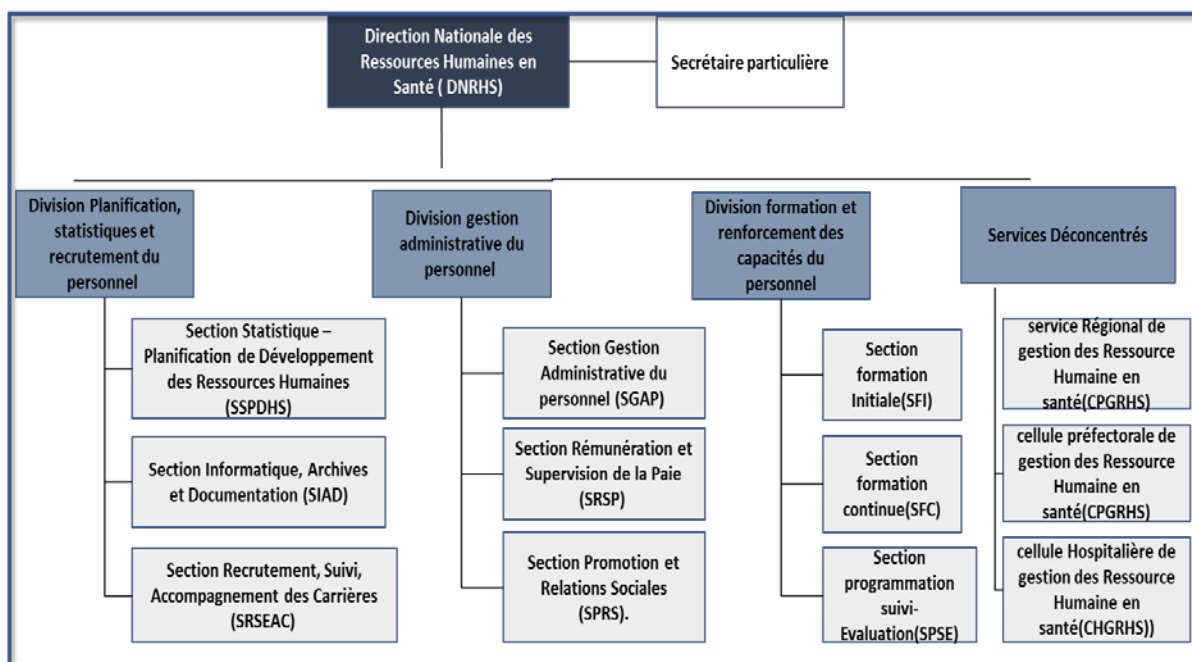 Direction Nationale des
Ressources Humaines en
Santé ( DNRHS)
Secrétaire particulière
Division Planification,
statistiques et
recrutement du
personnel
Section Statistique –
Planification de Développement
des Ressources Humaines
(SSPDHS)
Section Informatique, Archives
et Documentation (SIAD)
Section Recrutement, Suivi,
Accompagnement des Carrières
(SRSEAC)
Division gestion
administrative du
personnel
Section Gestion
Administrative du
personnel (SGAP)
Section Rémunération et
Supervision de la Paie
(SRSP)
Section Promotion et
Relations Sociales
(SPRS).
Division formation et
renforcement des
capacités du
personnel
Section
formation
Initiale(SFI)
Section
formation
continue(SFC)
Section
programmation
suivi-
Evaluation(SPSE)
Services Déconcentrés
service Régional de
gestion des Ressource
Humaine en
santé(CPGRHS)
cellule préfectorale de
gestion des Ressource
Humaine en
santé(CPGRHS)
cellule Hospitalière de
gestion des Ressource
Humaine en
santé(CHGRHS))